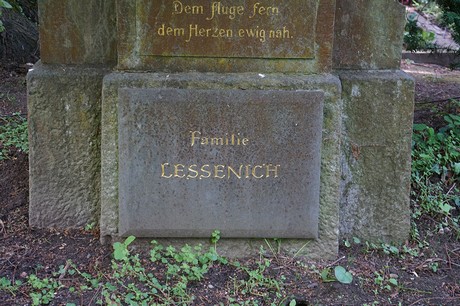 Dem Auge fern
dem Herzen ewig nah.
Familie
LESSENICH